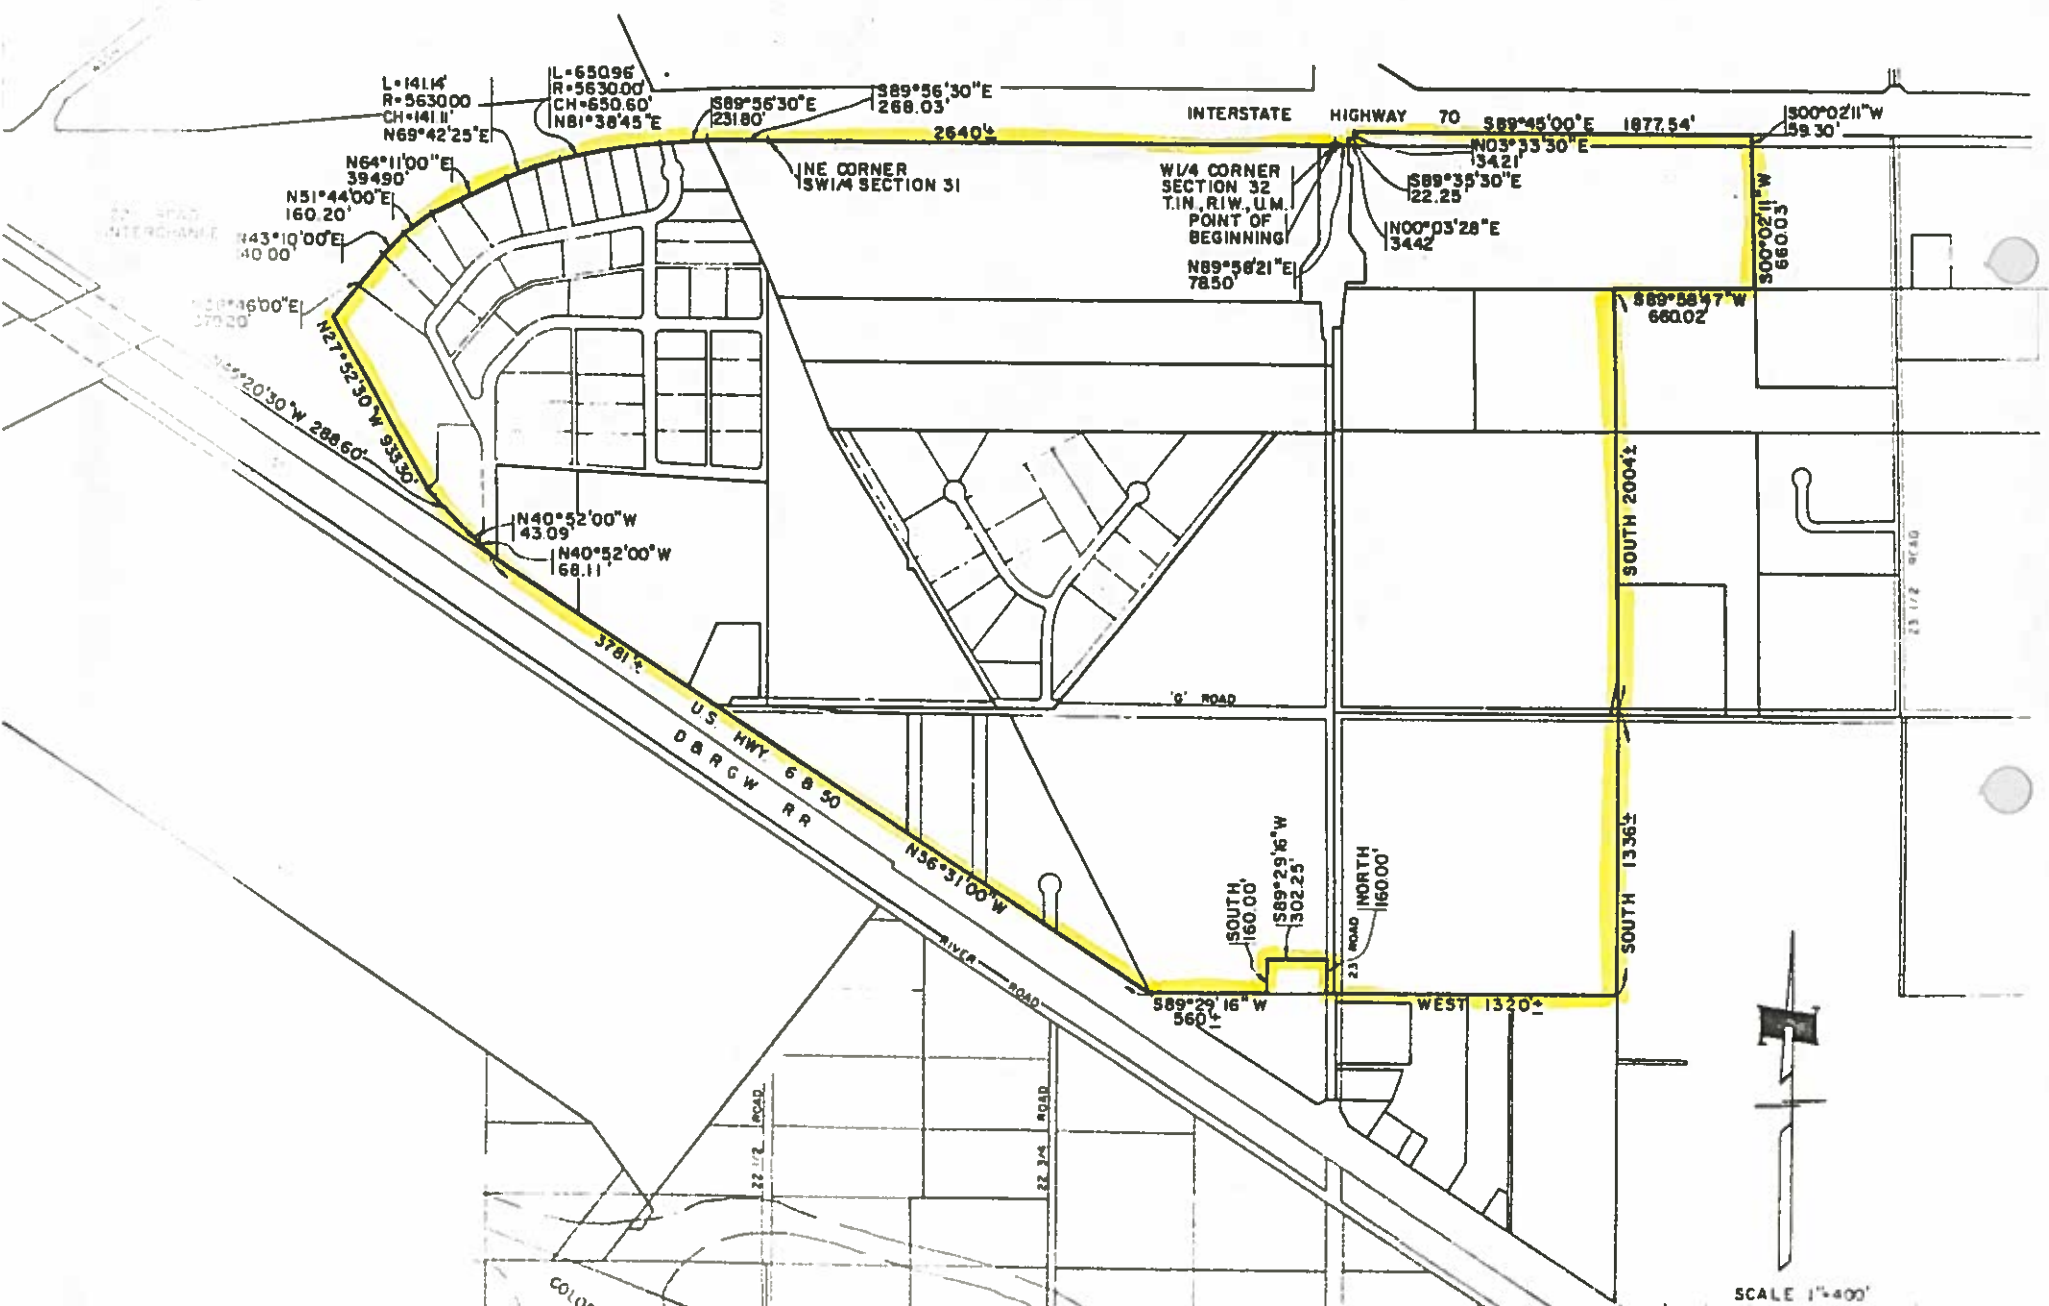 L=141.14'
R=5630.00
CH=141.11'
N69°42'25"E
L=650.96'
R=5630.00'
CH=650.60'
N81°38'45"E
S89°56'30"E
231.80'
S89°56'30"E
268.03'
2640'±
INTERSTATE HIGHWAY 70
S89°45'00"E 1877.54'
S00°02'11"W
59.30'
N03°33'30"E
34.21'
S89°35'30"E
22.25'
N00°03'28"E
34.42'
N64°11'00"E
394.90'
N51°44'00"E
160.20'
N43°10'00"E
40.00'
INTERCHANGE
NE CORNER
SW1/4 SECTION 31
W1/4 CORNER
SECTION 32
T.1N., R.1W., U.M.
POINT OF
BEGINNING
N89°58'21"E
78.50'
S00°02'11"W
660.03'
S89°58'47"W
660.02'
N27°52'30"W 933.30'
20'30"W 288.60'
N40°52'00"W
43.09'
N40°52'00"W
68.11'
SOUTH 2004'±
23 1/2 ROAD
3781'±
'G' ROAD
U.S. HWY. 6 & 50
D & R G W R R
N56°31'00"W
SOUTH 1336'±
SOUTH
160.00'
S89°29'16"W
302.25'
NORTH
160.00'
23 ROAD
RIVER ROAD
S89°29'16"W
560'±
WEST 1320'±
22 1/2 ROAD
22 3/4 ROAD
SCALE 1"=400'